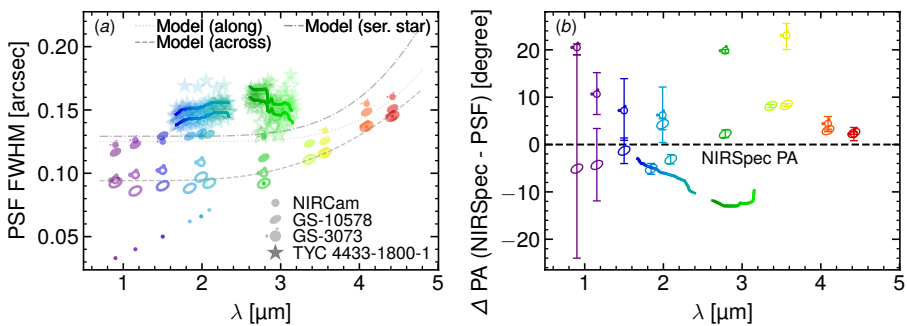 (a)
Model (along)
Model (across)
Model (ser. star)
0.20
0.15
0.10
0.05
PSF FWHM [arcsec]
NIRCam
GS-10578
GS-3073
TYC 4433-1800-1
1
2
3
4
5
λ [μm]
(b)
20
10
0
−10
−20
Δ PA (NIRSpec - PSF) [degree]
NIRSpec PA
1
2
3
4
5
λ [μm]